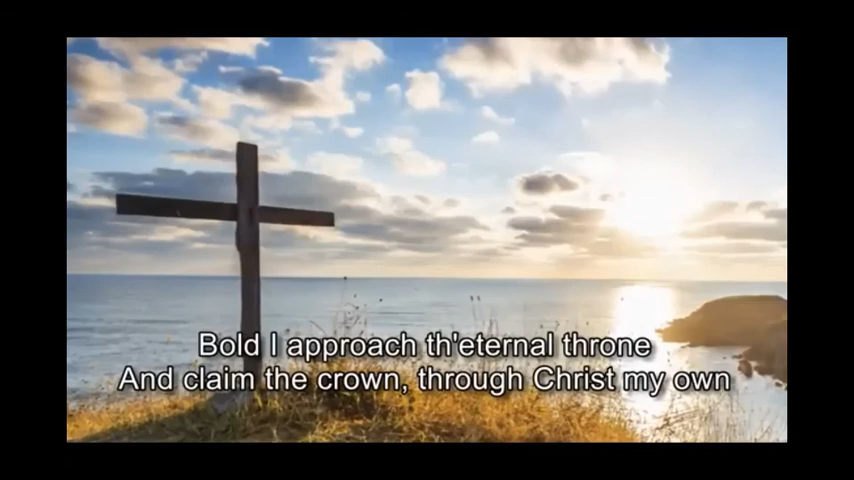 Bold I approach th'eternal throne
And claim the crown, through Christ my own